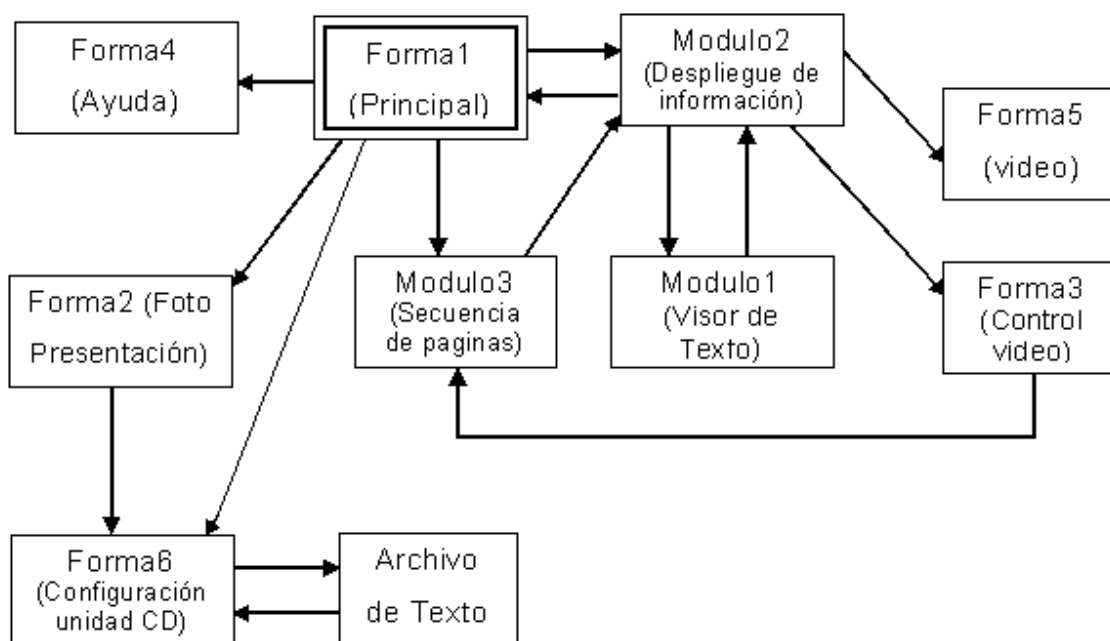 Forma4
(Ayuda)
Forma1
(Principal)
Modulo2
(Despliegue de
información)
Forma5
(video)
Forma2 (Foto
Presentación)
Modulo3
(Secuencia
de paginas)
Modulo1
(Visor de
Texto)
Forma3
(Control
video)
Forma6
(Configuración
unidad CD)
Archivo
de Texto